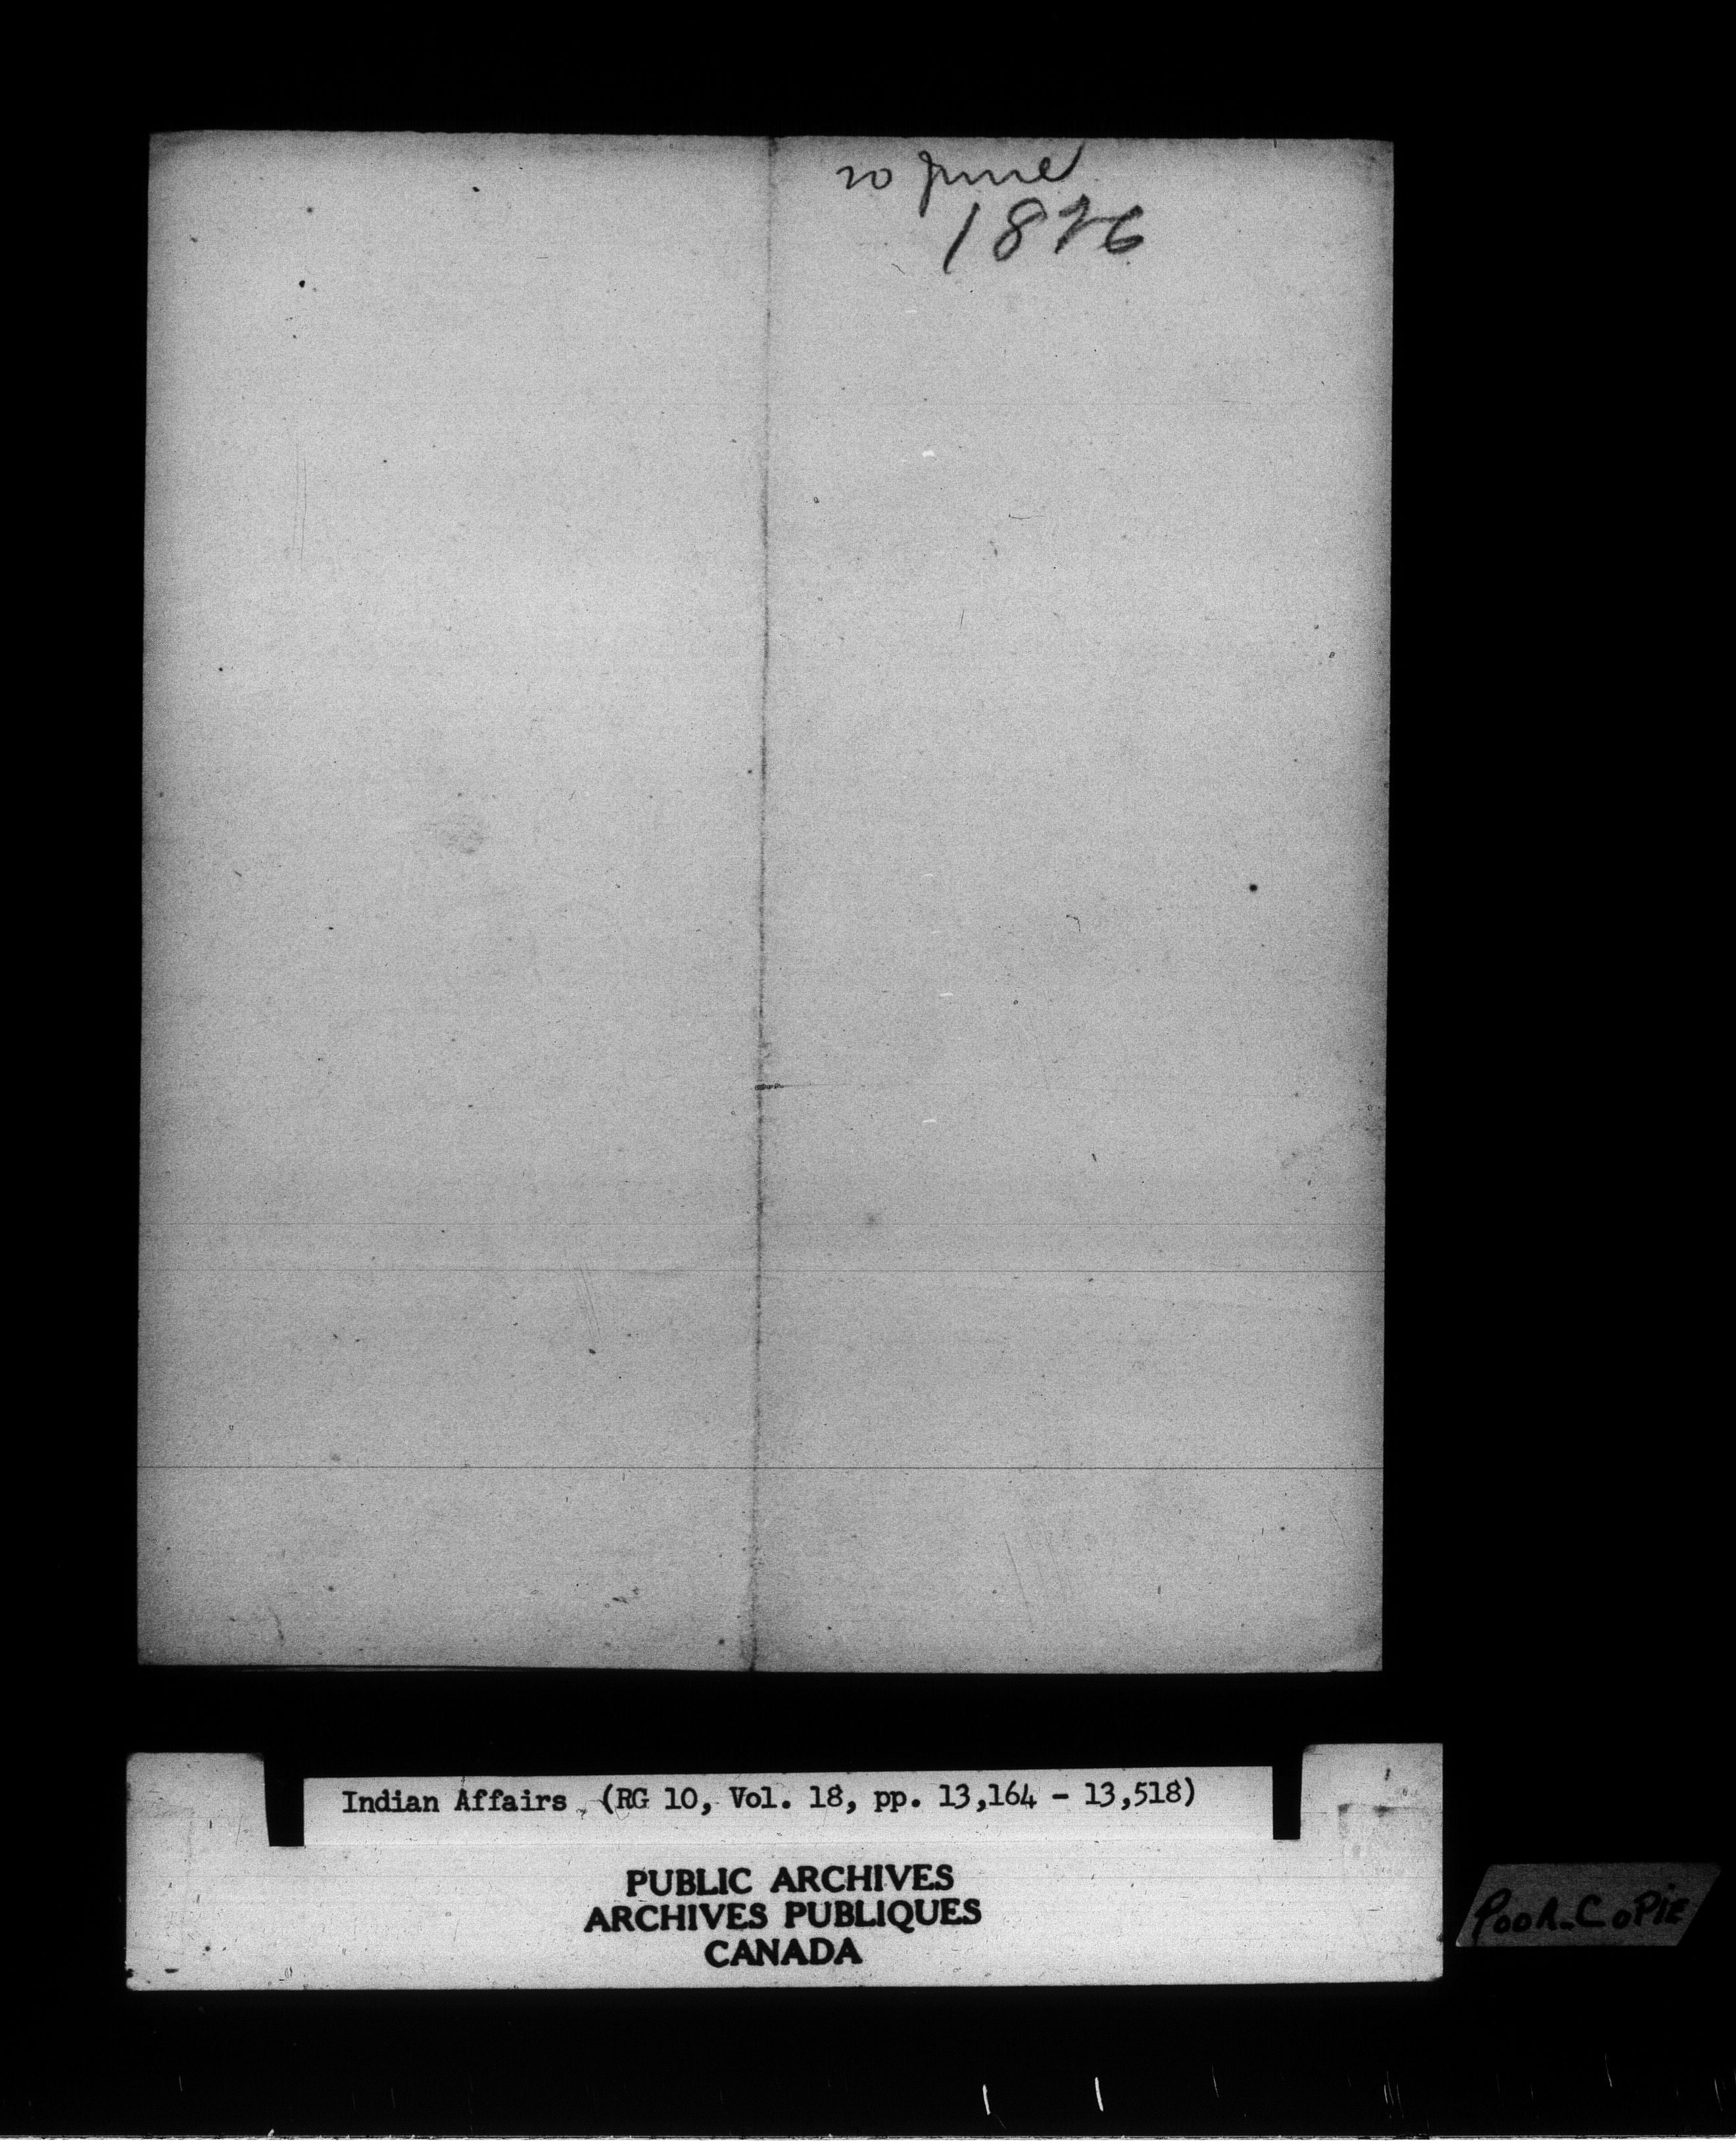 20 June
1826
Indian Affairs (RG 10, Vol. 18, pp. 13,164 - 13,518)
PUBLIC ARCHIVES
ARCHIVES PUBLIQUES
CANADA
POOR-COPIE